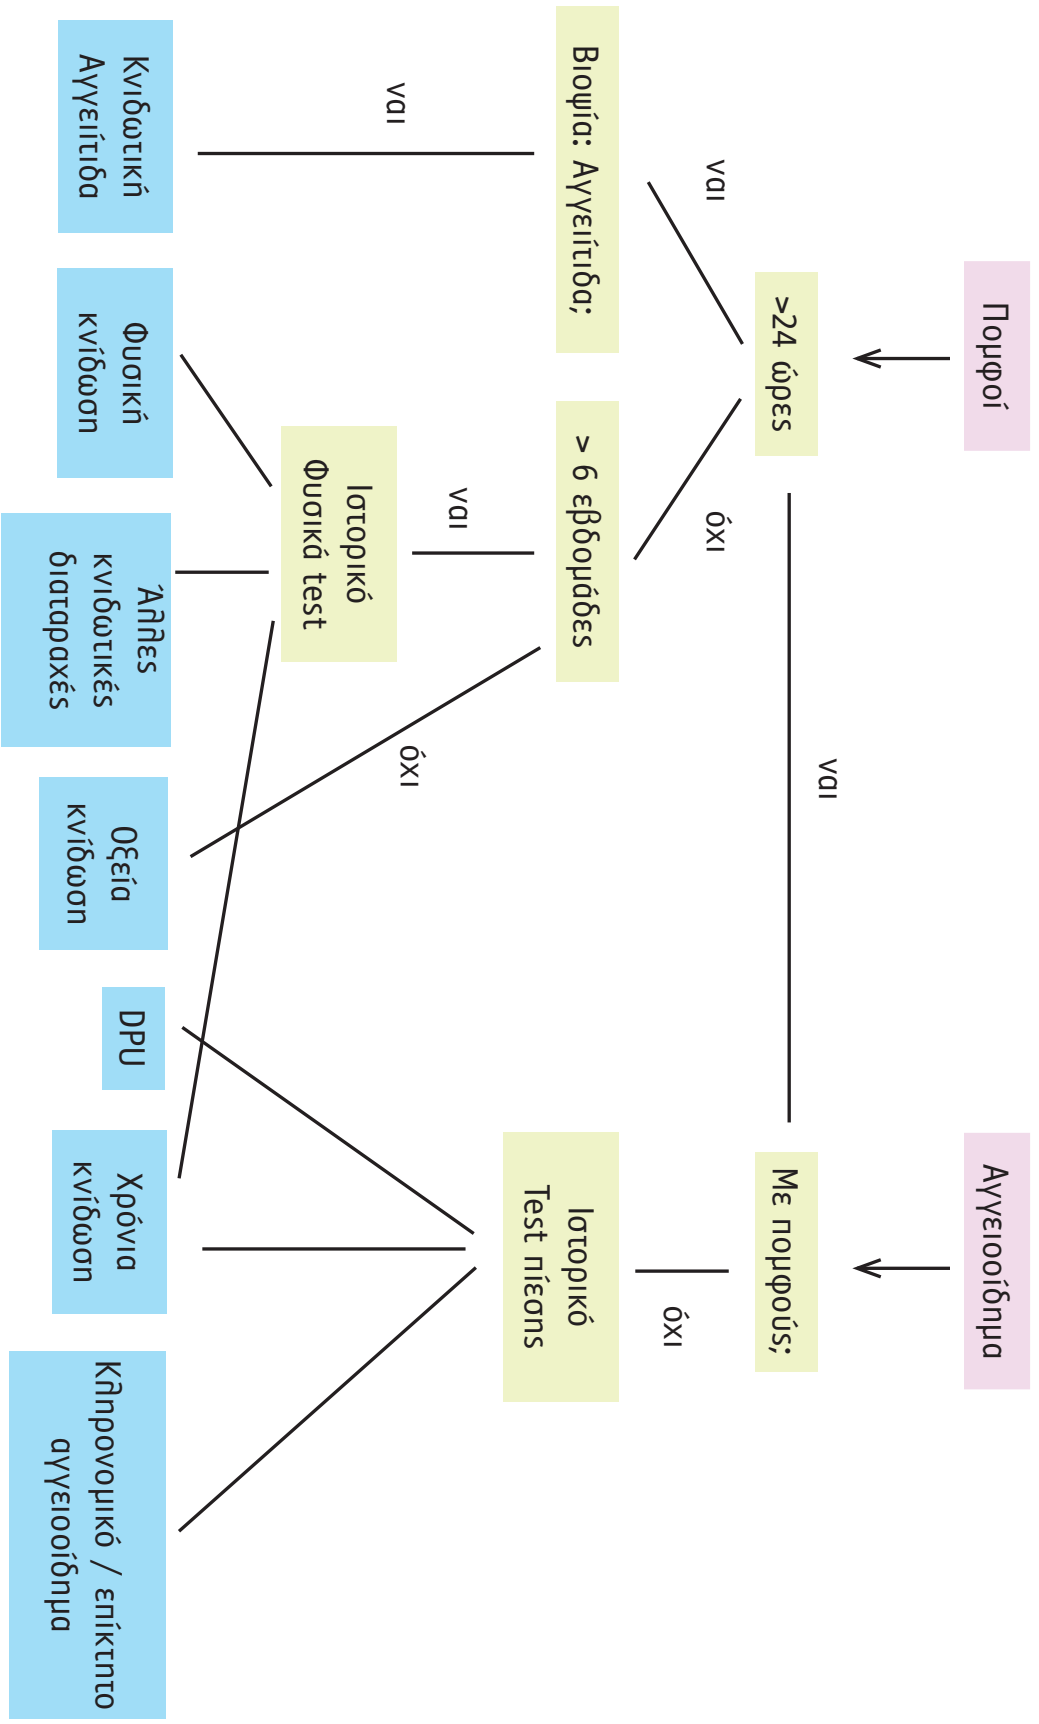 Πομφοί
Αγγειοοίδημα
>24 ώρες
ναι
Με πομφούς;
ναι
όχι
όχι
Βιοψία: Αγγειίτιδα;
> 6 εβδομάδες
Ιστορικό
Test πίεσης
ναι
ναι
όχι
Ιστορικό
Φυσικά test
Κνιδωτική
Αγγειίτιδα
Φυσική
κνίδωση
Άλλες
κνιδωτικές
διαταραχές
Οξεία
κνίδωση
DPU
Χρόνια
κνίδωση
Κληρονομικό / επίκτητο
αγγειοοίδημα